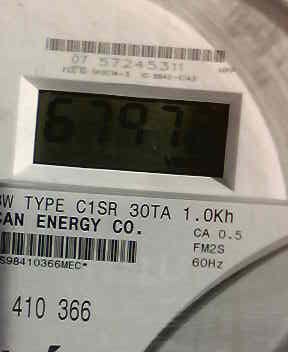 07 57245311
6797
3W TYPE C1SR 30TA 1.0Kh
CAN ENERGY CO.
CA 0.5
FM2S
S98410366MEC*
60Hz
410 366